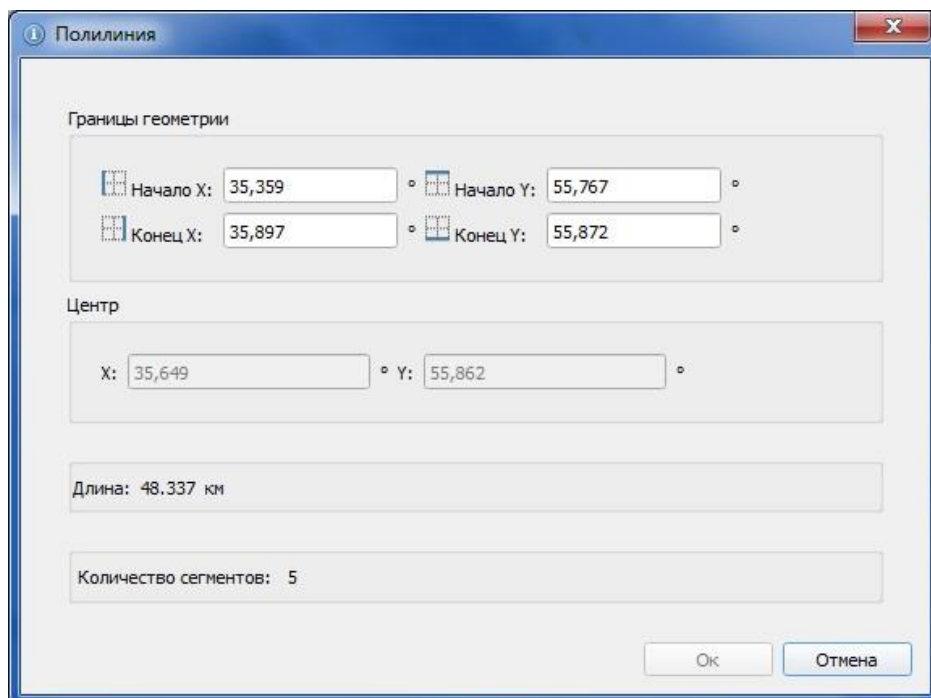 Полилиния
Границы геометрии
Начало X: 35,359 ° Начало Y: 55,767 °
Конец X: 35,897 ° Конец Y: 55,872 °
Центр
X: 35,649 ° Y: 55,862 °
Длина: 48.337 км
Количество сегментов: 5
Ок Отмена